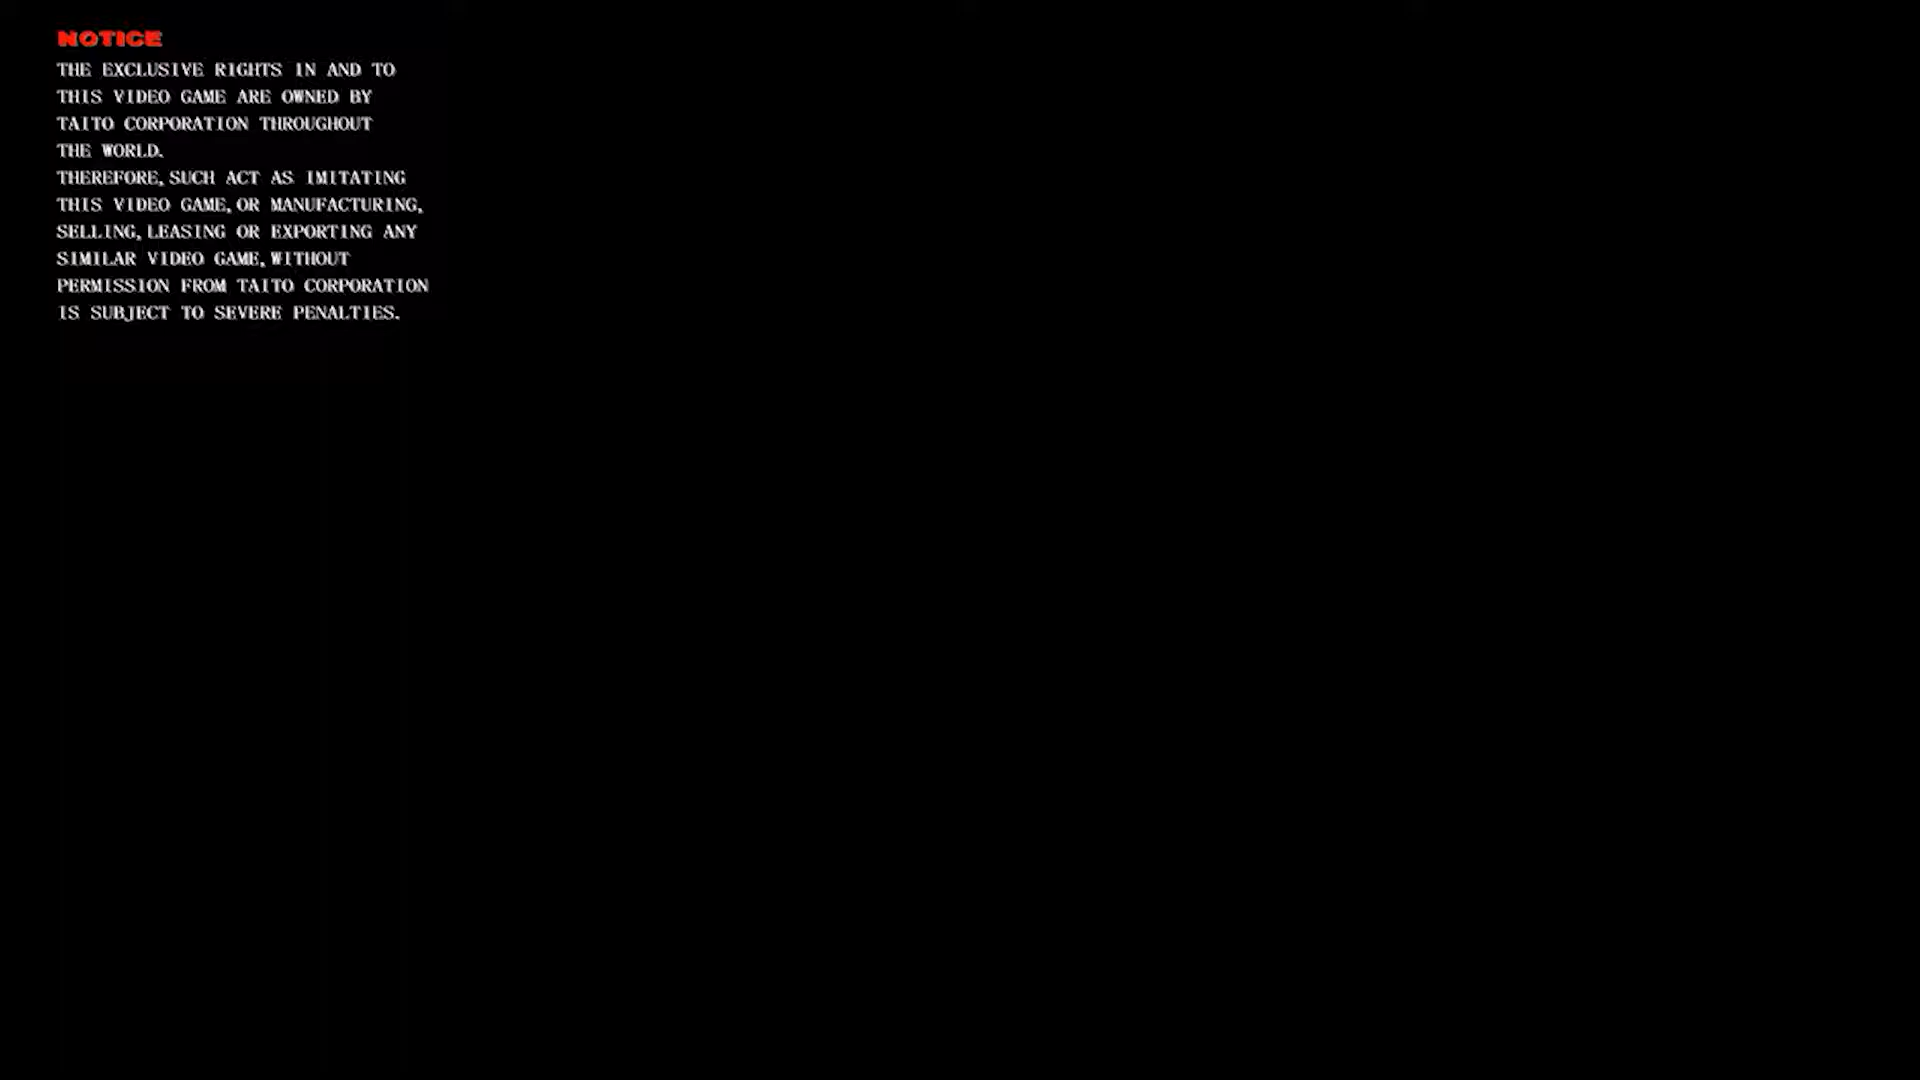 NOTICE
THE EXCLUSIVE RIGHTS IN AND TO
THIS VIDEO GAME ARE OWNED BY
TAITO CORPORATION THROUGHOUT
THE WORLD.
THEREFORE,SUCH ACT AS IMITATING
THIS VIDEO GAME,OR MANUFACTURING,
SELLING,LEASING OR EXPORTING ANY
SIMILAR VIDEO GAME,WITHOUT
PERMISSION FROM TAITO CORPORATION
IS SUBJECT TO SEVERE PENALTIES.